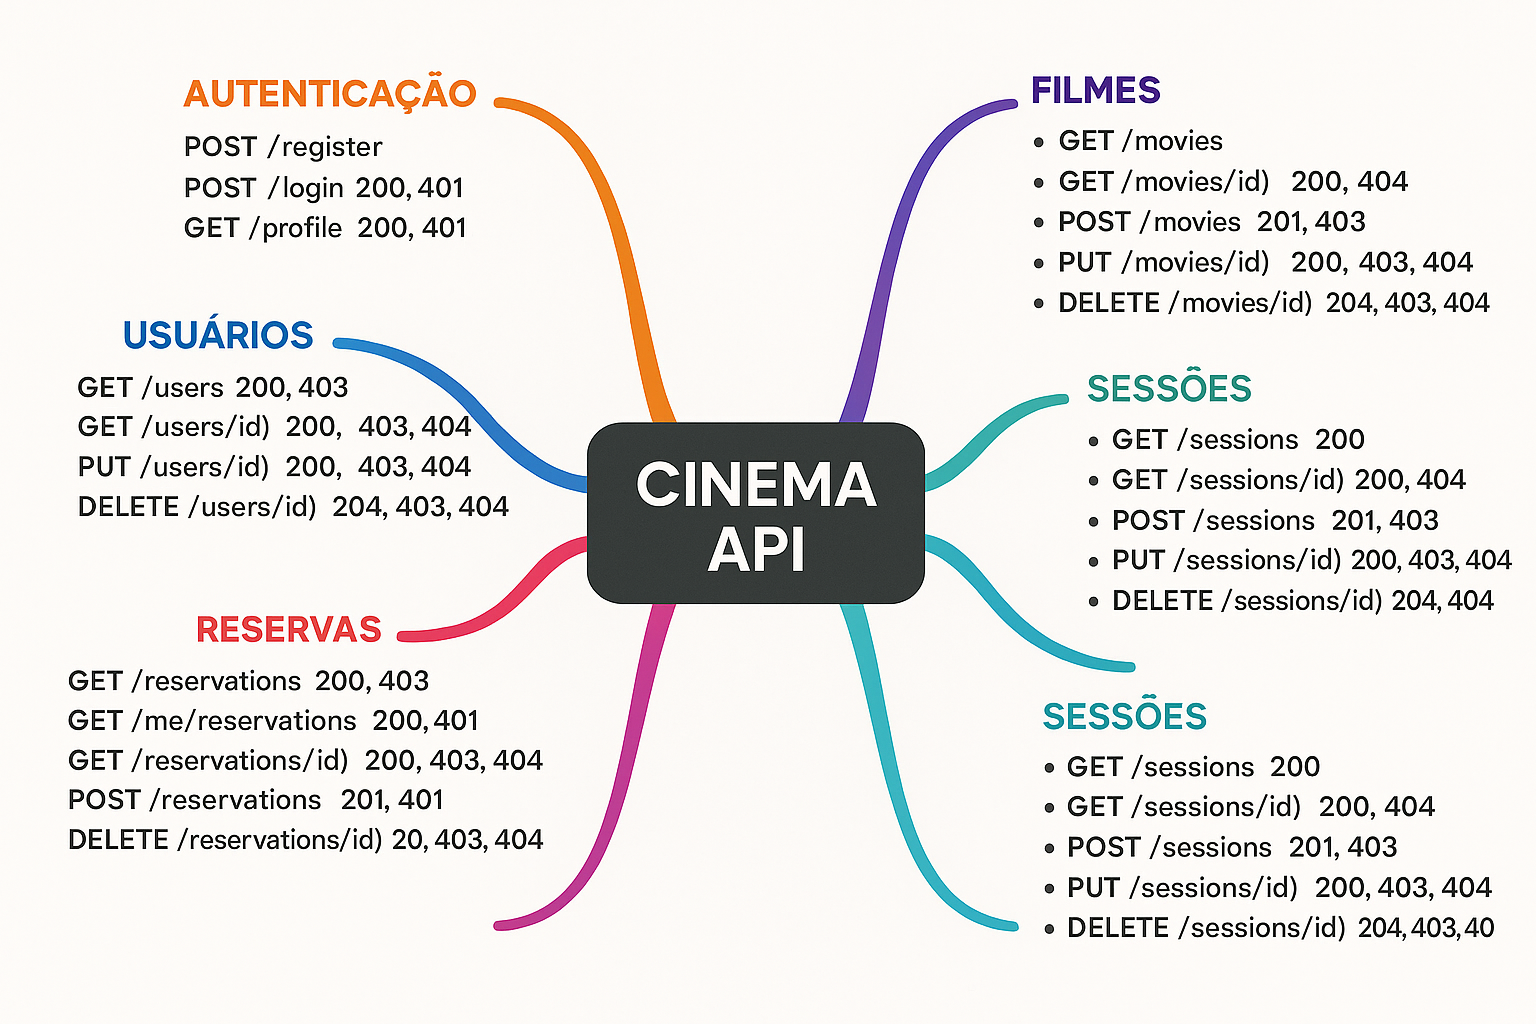 AUTENTICAÇÃO
POST /register
POST /login 200, 401
GET /profile 200, 401
USUÁRIOS
GET /users 200, 403
GET /users/id) 200, 403, 404
PUT /users/id) 200, 403, 404
DELETE /users/id) 204, 403, 404
RESERVAS
GET /reservations 200, 403
GET /me/reservations 200, 401
GET /reservations/id) 200, 403, 404
POST /reservations 201, 401
DELETE /reservations/id) 20, 403, 404
CINEMA
API
FILMES
• GET /movies
• GET /movies/id) 200, 404
• POST /movies 201, 403
• PUT /movies/id) 200, 403, 404
• DELETE /movies/id) 204, 403, 404
SESSÕES
• GET /sessions 200
• GET /sessions/id) 200, 404
• POST /sessions 201, 403
• PUT /sessions/id) 200, 403, 404
• DELETE /sessions/id) 204, 404
SESSÕES
• GET /sessions 200
• GET /sessions/id) 200, 404
• POST /sessions 201, 403
• PUT /sessions/id) 200, 403, 404
• DELETE /sessions/id) 204, 403, 40